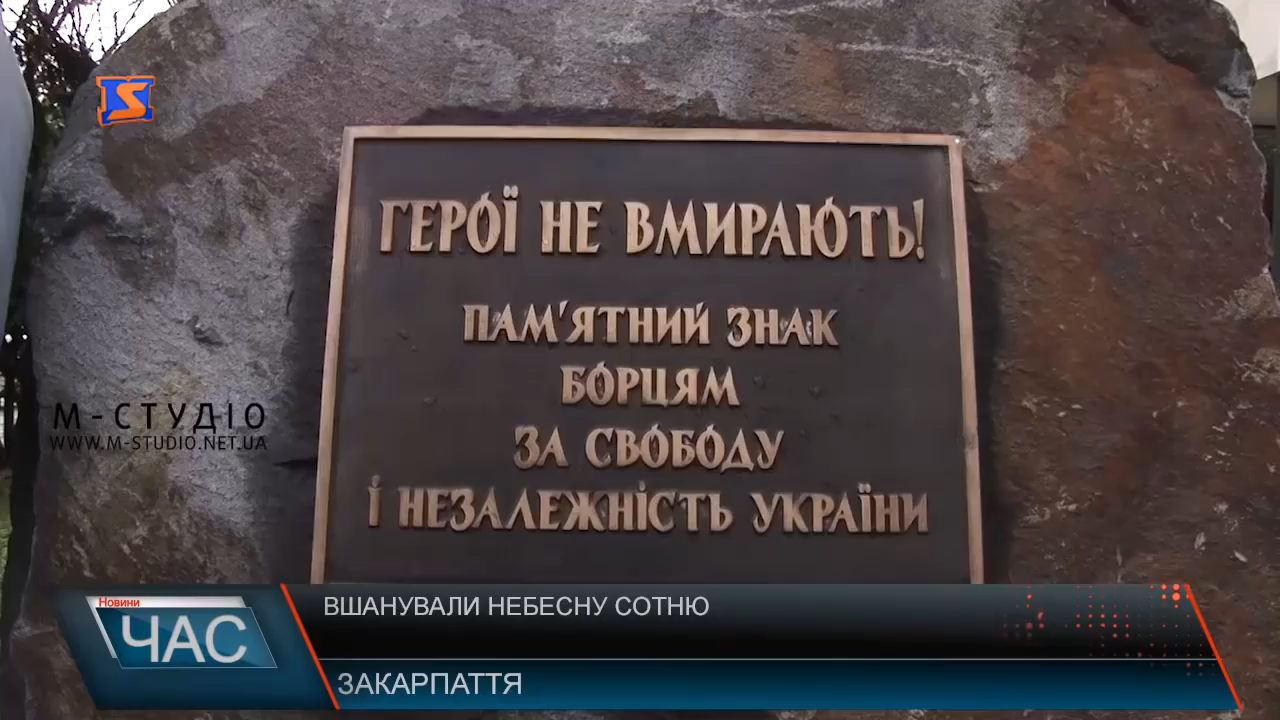 S
ГЕРОЇ НЕ ВМИРАЮТЬ!
ПАМ'ЯТНИЙ ЗНАК
БОРЦЯМ
ЗА СВОБОДУ
І НЕЗАЛЕЖНІСТЬ УКРАЇНИ
М-СТУДІО
WWW.M-STUDIO.NET.UA
Новини
ЧАС
ВШАНУВАЛИ НЕБЕСНУ СОТНЮ
ЗАКАРПАТТЯ